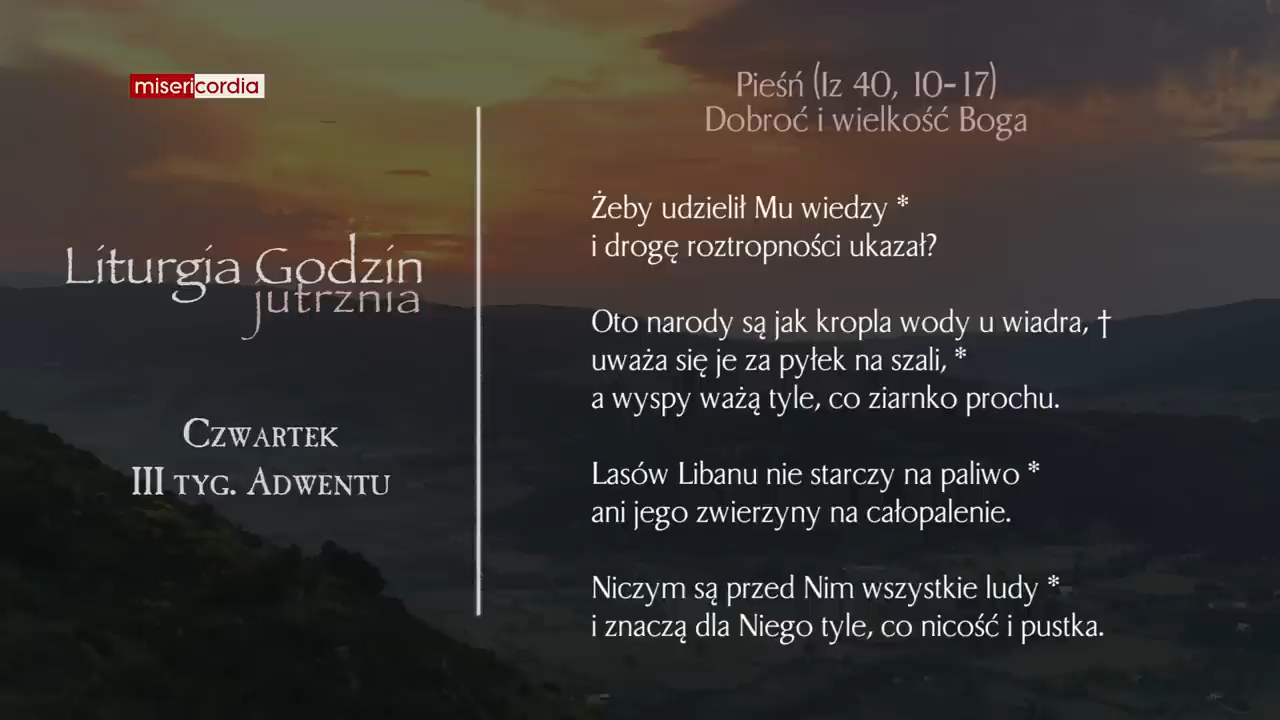 misericordia
Liturgia Godzin
jutrznia
Czwartek
III tyg. Adwentu
Pieśń (Iz 40, 10-17)
Dobroć i wielkość Boga
Żeby udzielił Mu wiedzy *
i drogę roztropności ukazał?
Oto narody są jak kropla wody u wiadra, †
uważa się je za pyłek na szali, *
a wyspy ważą tyle, co ziarnko prochu.
Lasów Libanu nie starczy na paliwo *
ani jego zwierzyny na całopalenie.
Niczym są przed Nim wszystkie ludy *
i znaczą dla Niego tyle, co nicość i pustka.